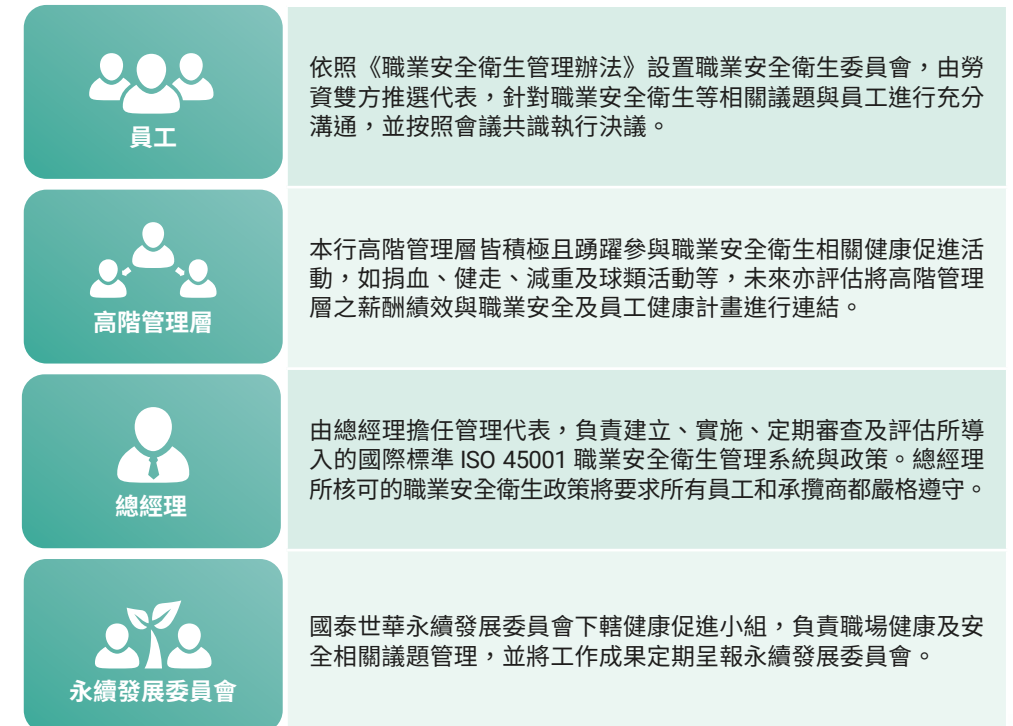 員工
依照《職業安全衛生管理辦法》設置職業安全衛生委員會，由勞
資雙方推選代表，針對職業安全衛生等相關議題與員工進行充分
溝通，並按照會議共識執行決議。
高階管理層
本行高階管理層皆積極且踴躍參與職業安全衛生相關健康促進活
動，如捐血、健走、減重及球類活動等，未來亦評估將高階管理
層之薪酬績效與職業安全及員工健康計畫進行連結。
總經理
由總經理擔任管理代表，負責建立、實施、定期審查及評估所導
入的國際標準 ISO 45001 職業安全衛生管理系統與政策。總經理
所核可的職業安全衛生政策將要求所有員工和承攬商都嚴格遵守。
永續發展委員會
國泰世華永續發展委員會下轄健康促進小組，負責職場健康及安
全相關議題管理，並將工作成果定期呈報永續發展委員會。